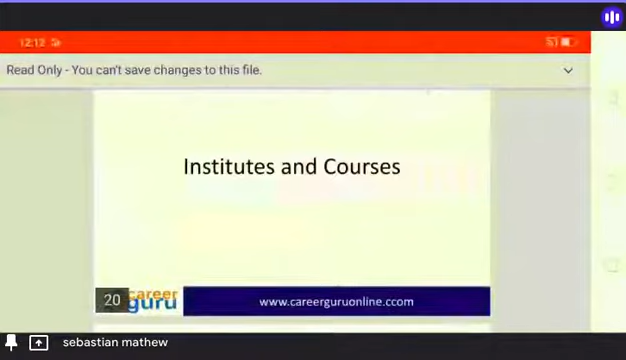 12:12
Read Only - You can't save changes to this file.
Institutes and Courses
20
career
guru
www.careerguruonline.ccom
sebastian mathew